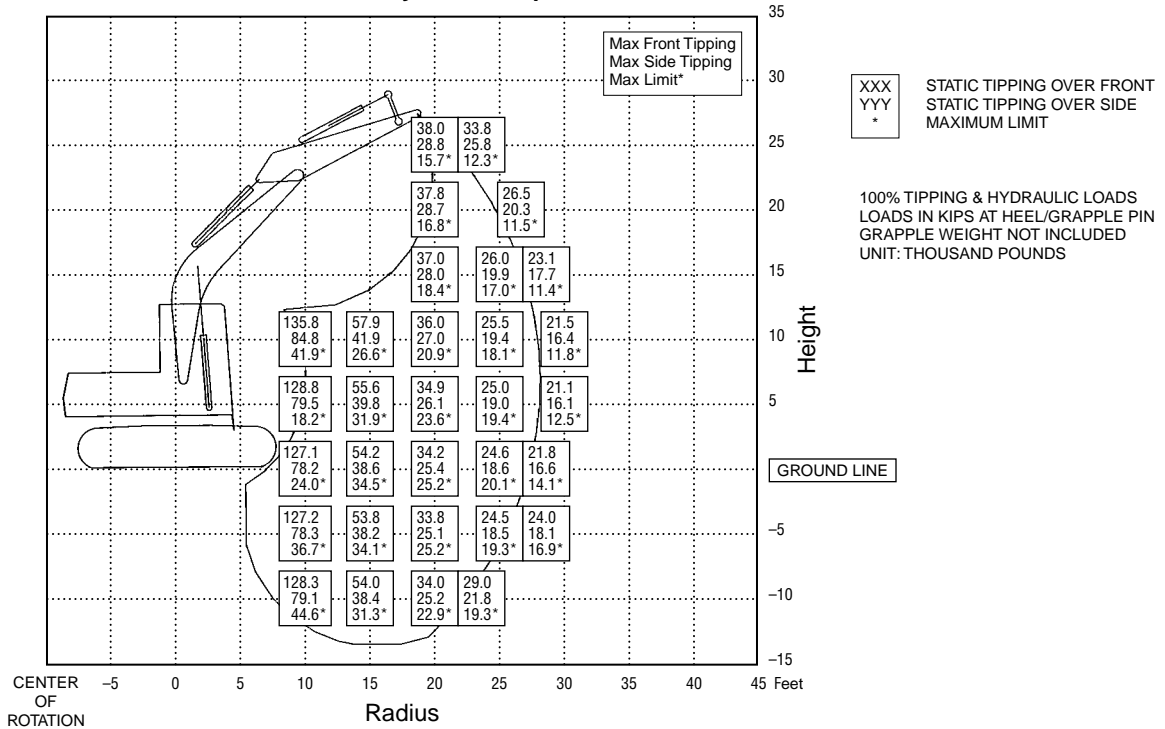 35
Max Front Tipping
Max Side Tipping
Max Limit*
30
25
20
15
10
5
GROUND LINE
–5
–10
–15
Height
XXX STATIC TIPPING OVER FRONT
YYY STATIC TIPPING OVER SIDE
* MAXIMUM LIMIT
100% TIPPING & HYDRAULIC LOADS
LOADS IN KIPS AT HEEL/GRAPPLE PIN
GRAPPLE WEIGHT NOT INCLUDED
UNIT: THOUSAND POUNDS
38.0 33.8
28.8 25.8
15.7* 12.3*
37.8 26.5
28.7 20.3
16.8* 11.5*
37.0 26.0 23.1
28.0 19.9 17.7
18.4* 17.0* 11.4*
135.8 57.9 36.0 25.5 21.5
84.8 41.9 27.0 19.4 16.4
41.9* 26.6* 20.9* 18.1* 11.8*
128.8 55.6 34.9 25.0 21.1
79.5 39.8 26.1 19.0 16.1
18.2* 31.9* 23.6* 19.4* 12.5*
127.1 54.2 34.2 24.6 21.8
78.2 38.6 25.4 18.6 16.6
24.0* 34.5* 25.2* 20.1* 14.1*
127.2 53.8 33.8 24.5 24.0
78.3 38.2 25.1 18.5 18.1
36.7* 34.1* 25.2* 19.3* 16.9*
128.3 54.0 34.0 29.0
79.1 38.4 25.2 21.8
44.6* 31.3* 22.9* 19.3*
CENTER
OF
ROTATION
–5 0 5 10 15 20 25 30 35 40 45 Feet
Radius